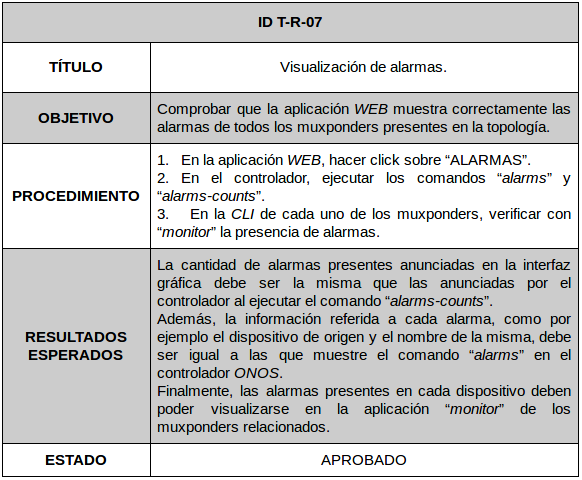 ID T-R-07
TÍTULO
Visualización de alarmas.
OBJETIVO
Comprobar que la aplicación WEB muestra correctamente las
alarmas de todos los muxponders presentes en la topología.
PROCEDIMIENTO
1. En la aplicación WEB, hacer click sobre “ALARMAS”.
2. En el controlador, ejecutar los comandos “alarms” y
“alarms-counts”.
3. En la CLI de cada uno de los muxponders, verificar con
“monitor” la presencia de alarmas.
RESULTADOS
ESPERADOS
La cantidad de alarmas presentes anunciadas en la interfaz
gráfica debe ser la misma que las anunciadas por el
controlador al ejecutar el comando “alarms-counts”.
Además, la información referida a cada alarma, como por
ejemplo el dispositivo de origen y el nombre de la misma, debe
ser igual a las que muestre el comando “alarms” en el
controlador ONOS.
Finalmente, las alarmas presentes en cada dispositivo deben
poder visualizarse en la aplicación “monitor” de los
muxponders relacionados.
ESTADO
APROBADO